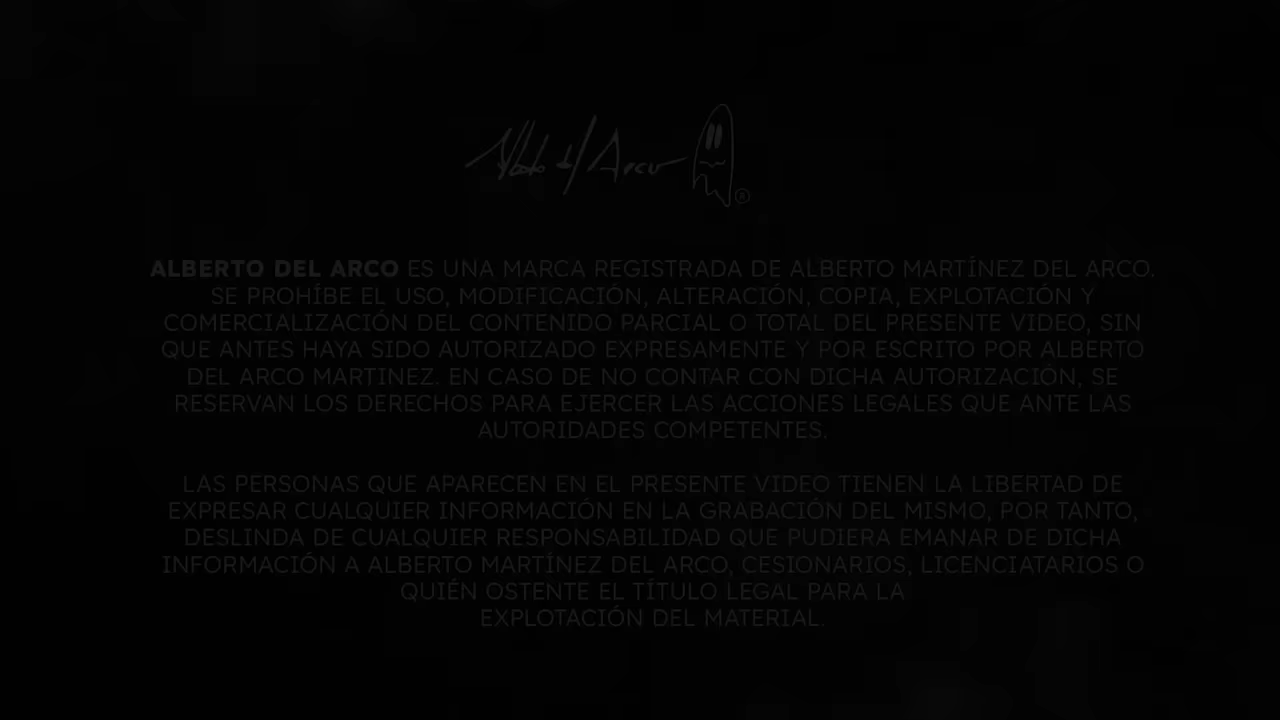 Alberto del Arco ®
ALBERTO DEL ARCO ES UNA MARCA REGISTRADA DE ALBERTO MARTÍNEZ DEL ARCO.
SE PROHÍBE EL USO, MODIFICACIÓN, ALTERACIÓN, COPIA, EXPLOTACIÓN Y
COMERCIALIZACIÓN DEL CONTENIDO PARCIAL O TOTAL DEL PRESENTE VIDEO, SIN
QUE ANTES HAYA SIDO AUTORIZADO EXPRESAMENTE Y POR ESCRITO POR ALBERTO
DEL ARCO MARTINEZ. EN CASO DE NO CONTAR CON DICHA AUTORIZACIÓN, SE
RESERVAN LOS DERECHOS PARA EJERCER LAS ACCIONES LEGALES QUE ANTE LAS
AUTORIDADES COMPETENTES.
LAS PERSONAS QUE APARECEN EN EL PRESENTE VIDEO TIENEN LA LIBERTAD DE
EXPRESAR CUALQUIER INFORMACIÓN EN LA GRABACIÓN DEL MISMO, POR TANTO,
DESLINDA DE CUALQUIER RESPONSABILIDAD QUE PUDIERA EMANAR DE DICHA
INFORMACIÓN A ALBERTO MARTÍNEZ DEL ARCO, CESIONARIOS, LICENCIATARIOS O
QUIÉN OSTENTE EL TÍTULO LEGAL PARA LA
EXPLOTACIÓN DEL MATERIAL.